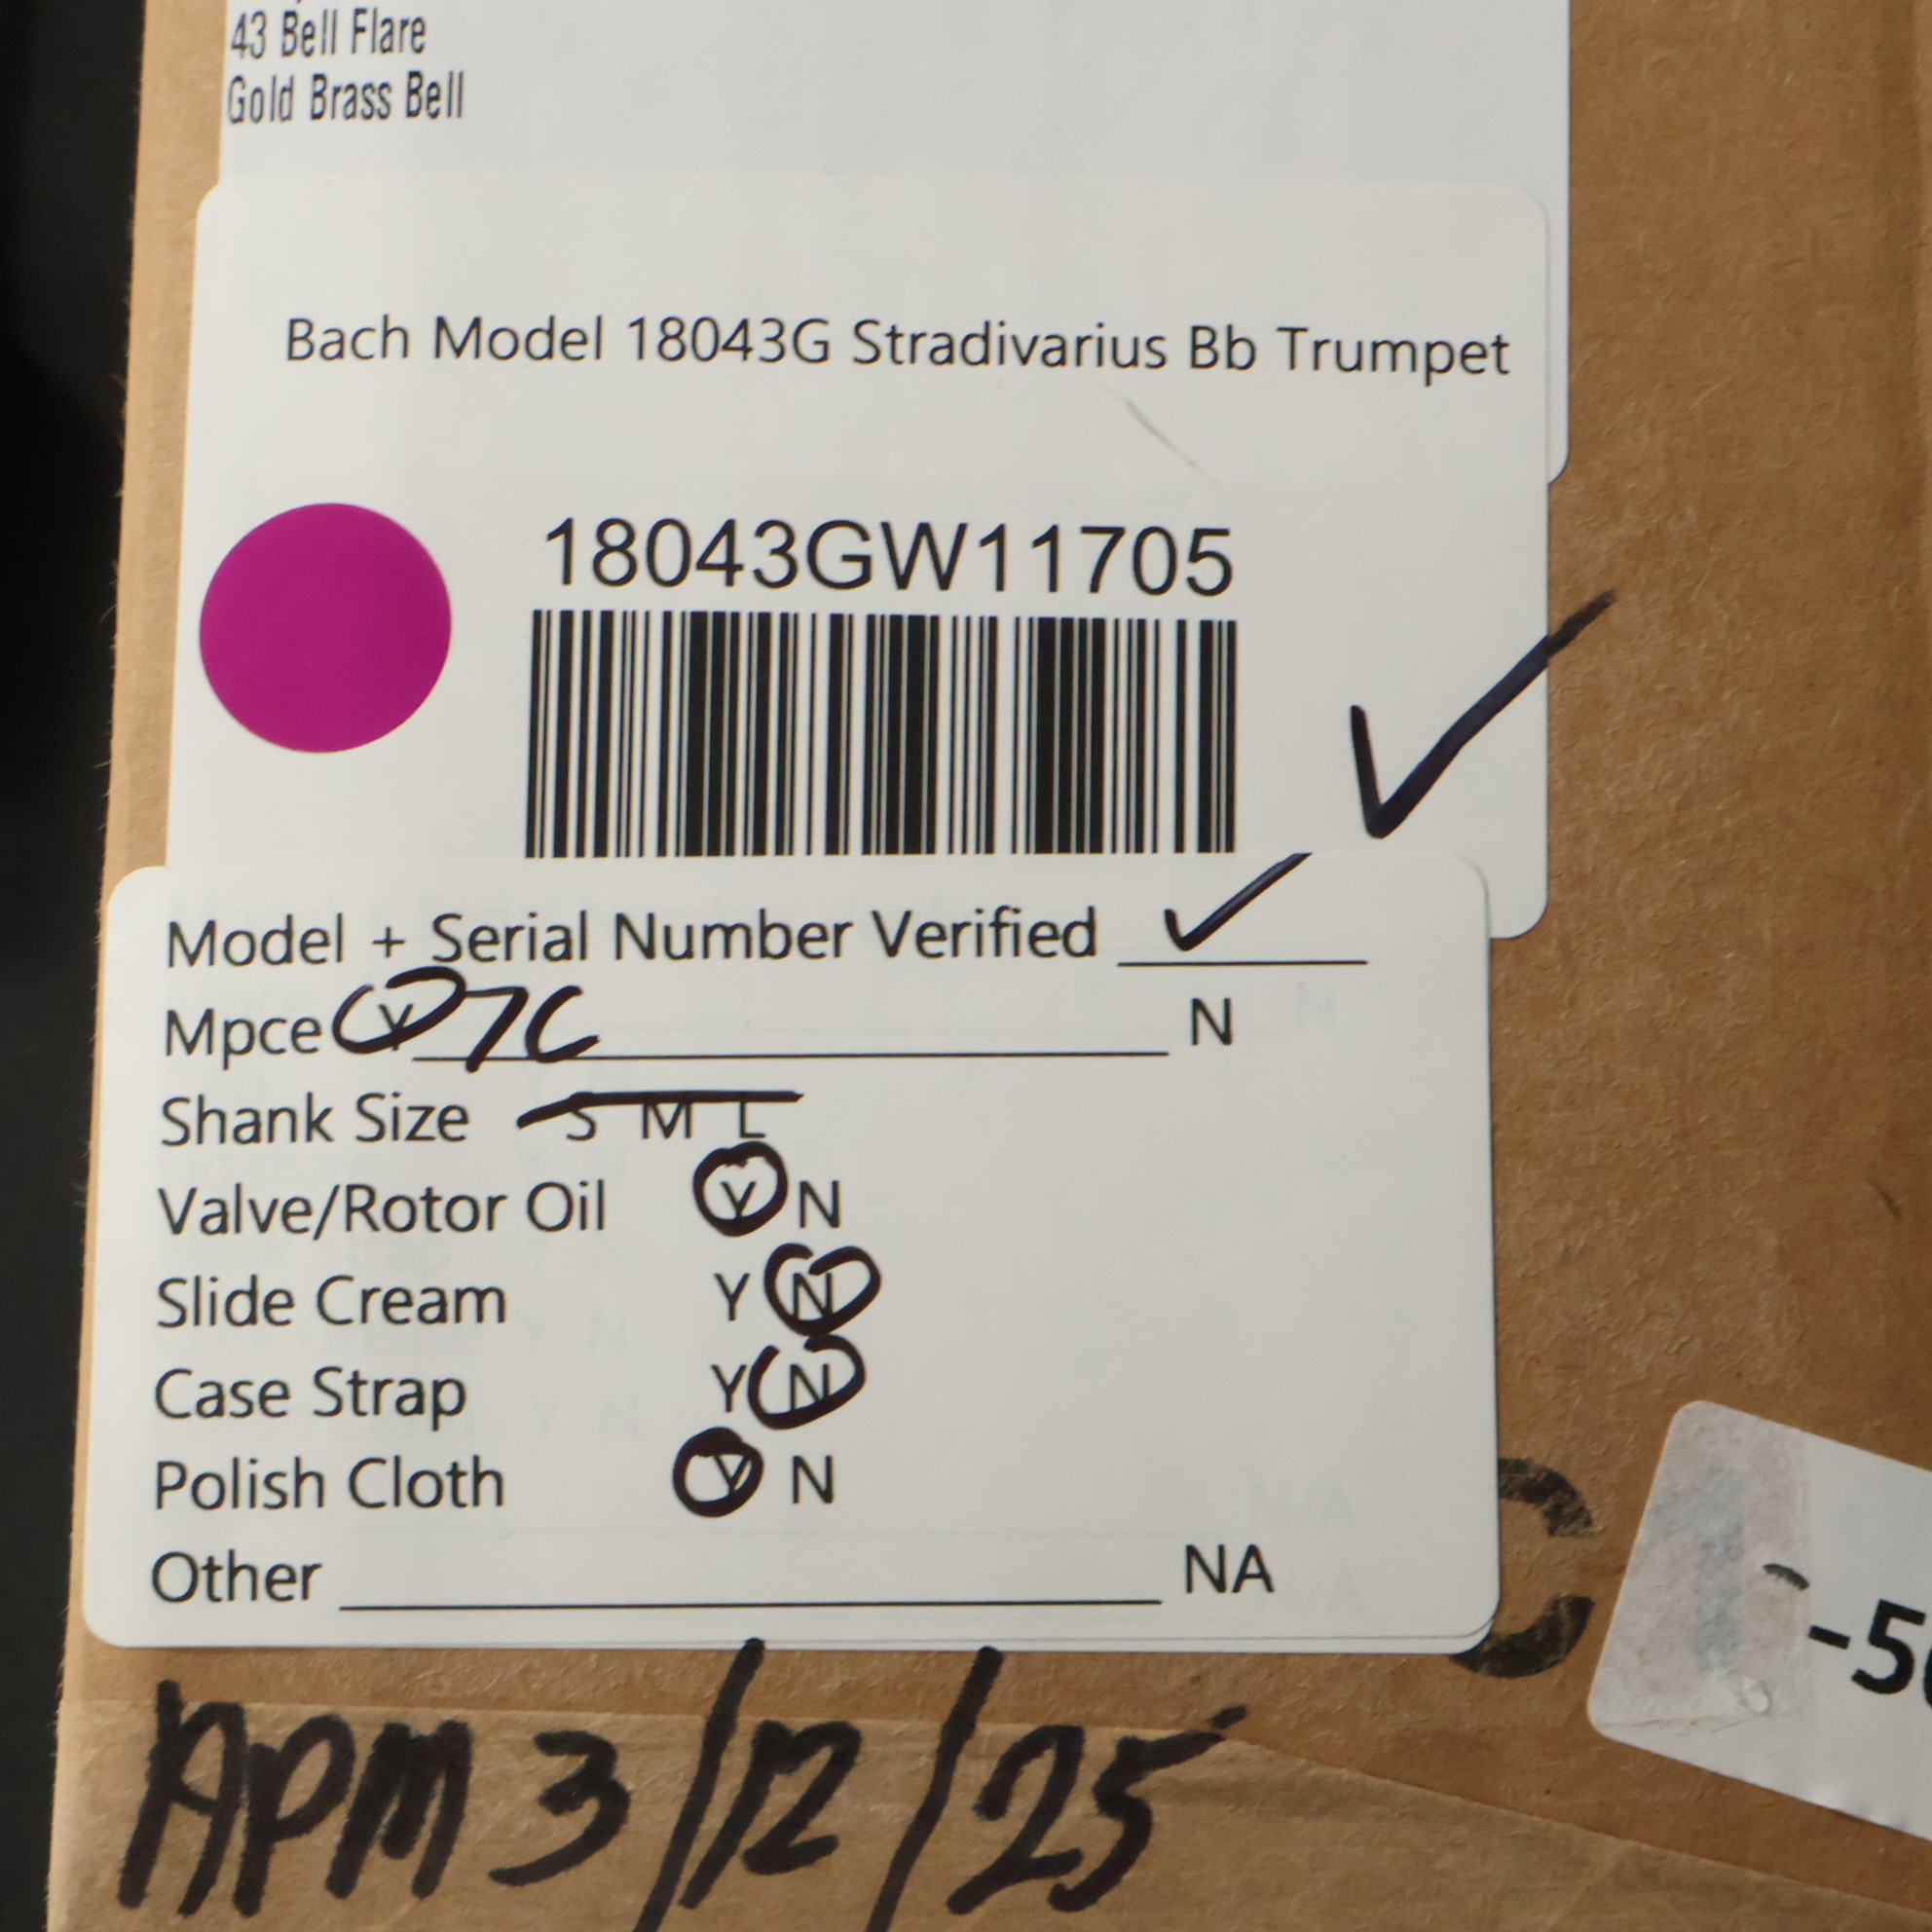 43 Bell Flare
Gold Brass Bell
Bach Model 18043G Stradivarius Bb Trumpet
18043GW11705
Model + Serial Number Verified ✓
Mpce Y 7C N
Shank Size S M L
Valve/Rotor Oil Y N
Slide Cream Y N
Case Strap Y N
Polish Cloth Y N
Other NA
APM 3/12/25